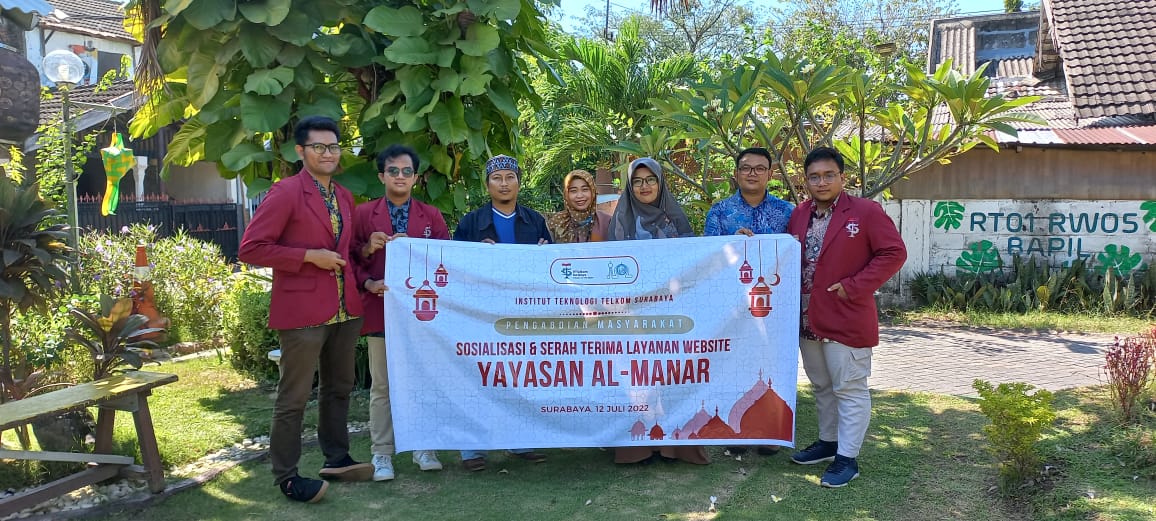 INSTITUT TEKNOLOGI TELKOM SURABAYA
PENGABDIAN MASYARAKAT
SOSIALISASI & SERAH TERIMA LAYANAN WEBSITE
YAYASAN AL-MANAR
SURABAYA, 12 JULI 2022
RT01 RW05